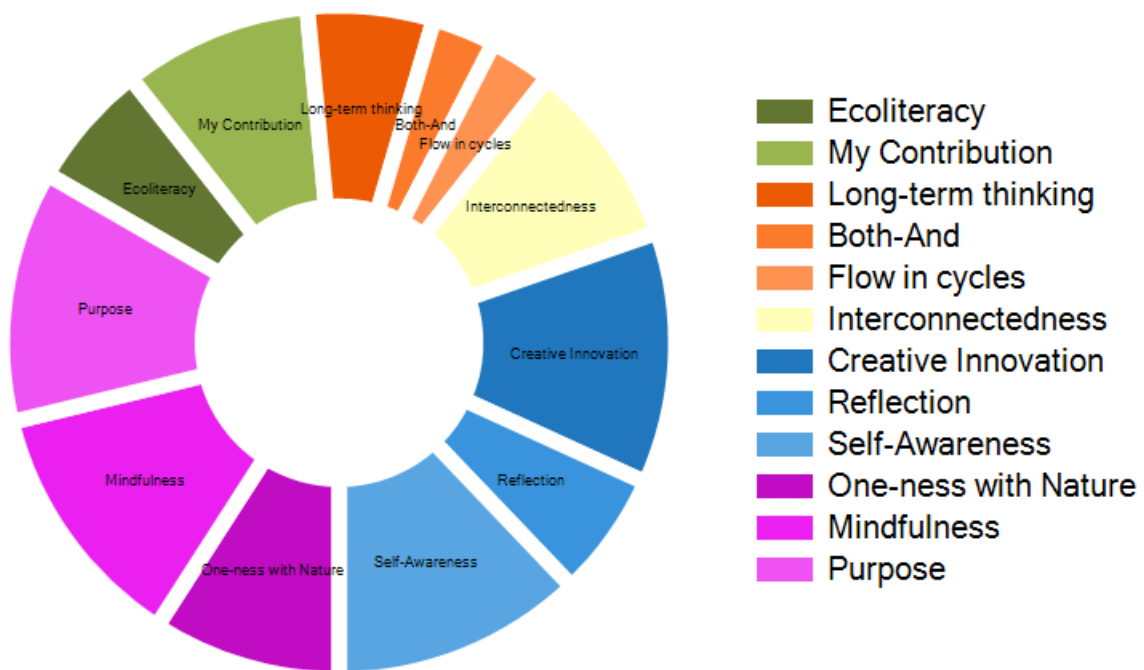 Long-term thinking
My Contribution
Both-And
Flow in cycles
Ecoliteracy
Interconnectedness
Purpose
Creative Innovation
Mindfulness
Reflection
One-ness with Nature
Self-Awareness
Ecoliteracy
My Contribution
Long-term thinking
Both-And
Flow in cycles
Interconnectedness
Creative Innovation
Reflection
Self-Awareness
One-ness with Nature
Mindfulness
Purpose